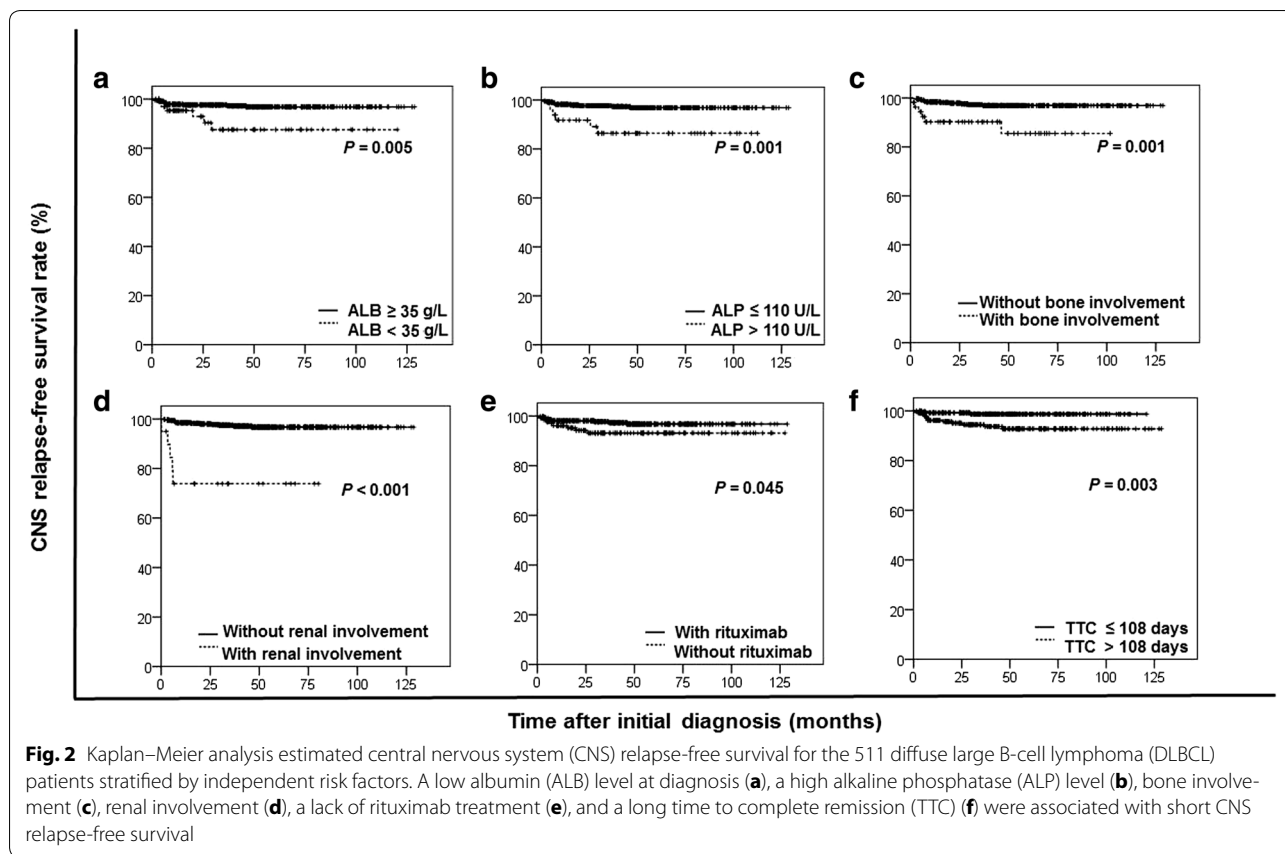 CNS relapse-free survival rate (%)
a
100
80
60
40
20
0
P = 0.005
ALB ≥ 35 g/L
ALB < 35 g/L
0 25 50 75 100 125
b
100
80
60
40
20
0
P = 0.001
ALP ≤ 110 U/L
ALP > 110 U/L
0 25 50 75 100 125
c
100
80
60
40
20
0
P = 0.001
Without bone involvement
With bone involvement
0 25 50 75 100 125
d
100
80
60
40
20
0
P < 0.001
Without renal involvement
With renal involvement
0 25 50 75 100 125
e
100
80
60
40
20
0
P = 0.045
With rituximab
Without rituximab
0 25 50 75 100 125
f
100
80
60
40
20
0
P = 0.003
TTC ≤ 108 days
TTC > 108 days
0 25 50 75 100 125
Time after initial diagnosis (months)
Fig. 2 Kaplan–Meier analysis estimated central nervous system (CNS) relapse-free survival for the 511 diffuse large B-cell lymphoma (DLBCL)
patients stratified by independent risk factors. A low albumin (ALB) level at diagnosis (a), a high alkaline phosphatase (ALP) level (b), bone involve-
ment (c), renal involvement (d), a lack of rituximab treatment (e), and a long time to complete remission (TTC) (f) were associated with short CNS
relapse-free survival